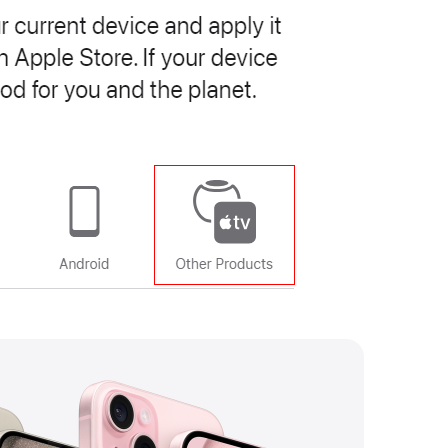 r current device and apply it
n Apple Store. If your device
od for you and the planet.
tv
Android
Other Products